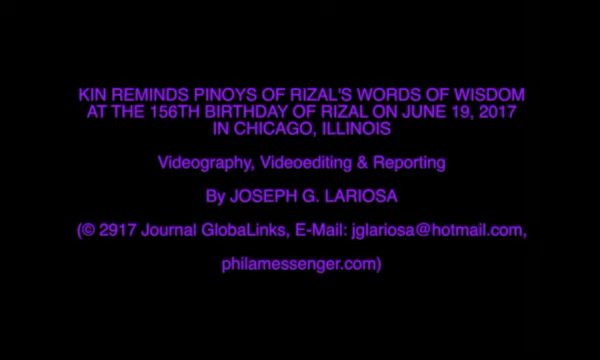 KIN REMINDS PINOYS OF RIZAL'S WORDS OF WISDOM
AT THE 156TH BIRTHDAY OF RIZAL ON JUNE 19, 2017
IN CHICAGO, ILLINOIS
Videography, Videoediting & Reporting
By JOSEPH G. LARIOSA
(© 2917 Journal GlobaLinks, E-Mail: jglariosa@hotmail.com,
philamessenger.com)